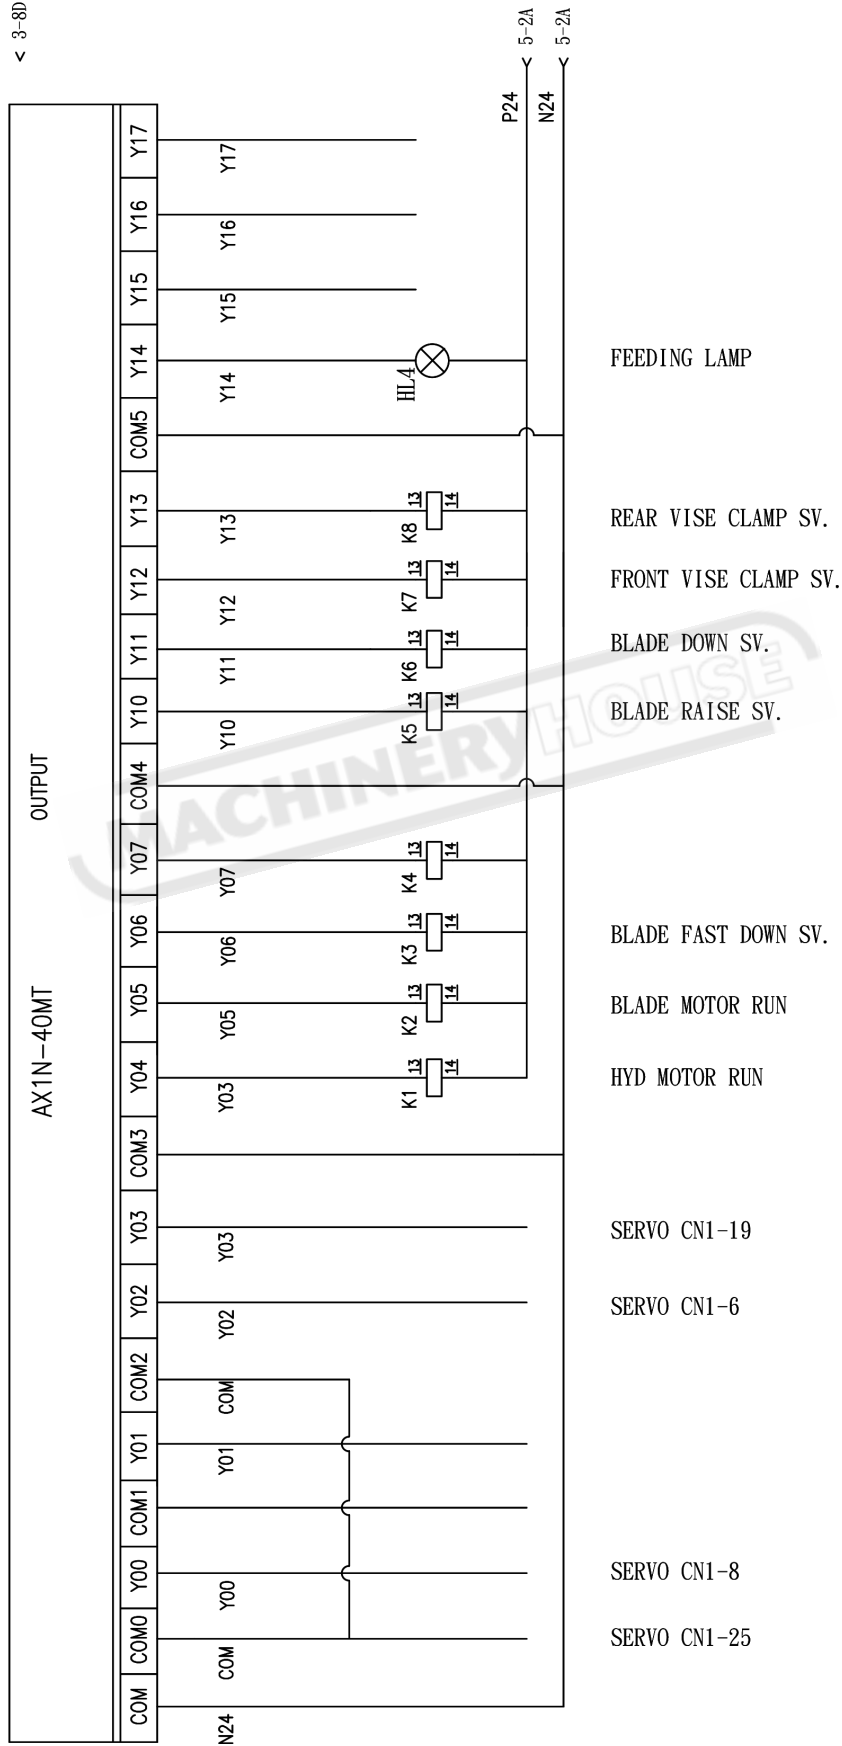 < 3-8D
< 5-2A
< 5-2A
P24
N24
Y17
Y17
Y16
Y16
Y15
Y15
Y14
Y14
HL4
FEEDING LAMP
COM5
Y13
Y13
K8
13
14
REAR VISE CLAMP SV.
Y12
Y12
K7
13
14
FRONT VISE CLAMP SV.
Y11
Y11
K6
13
14
BLADE DOWN SV.
Y10
Y10
K5
13
14
BLADE RAISE SV.
OUTPUT
COM4
MACHINERYHOUSE
Y07
Y07
K4
13
14
Y06
Y06
K3
13
14
BLADE FAST DOWN SV.
AX1N-40MT
Y05
Y05
K2
13
14
BLADE MOTOR RUN
Y04
Y03
K1
13
14
HYD MOTOR RUN
COM3
Y03
Y03
SERVO CN1-19
Y02
Y02
SERVO CN1-6
COM2
COM
Y01
Y01
COM1
Y00
Y00
SERVO CN1-8
COM0
COM
SERVO CN1-25
COM
N24